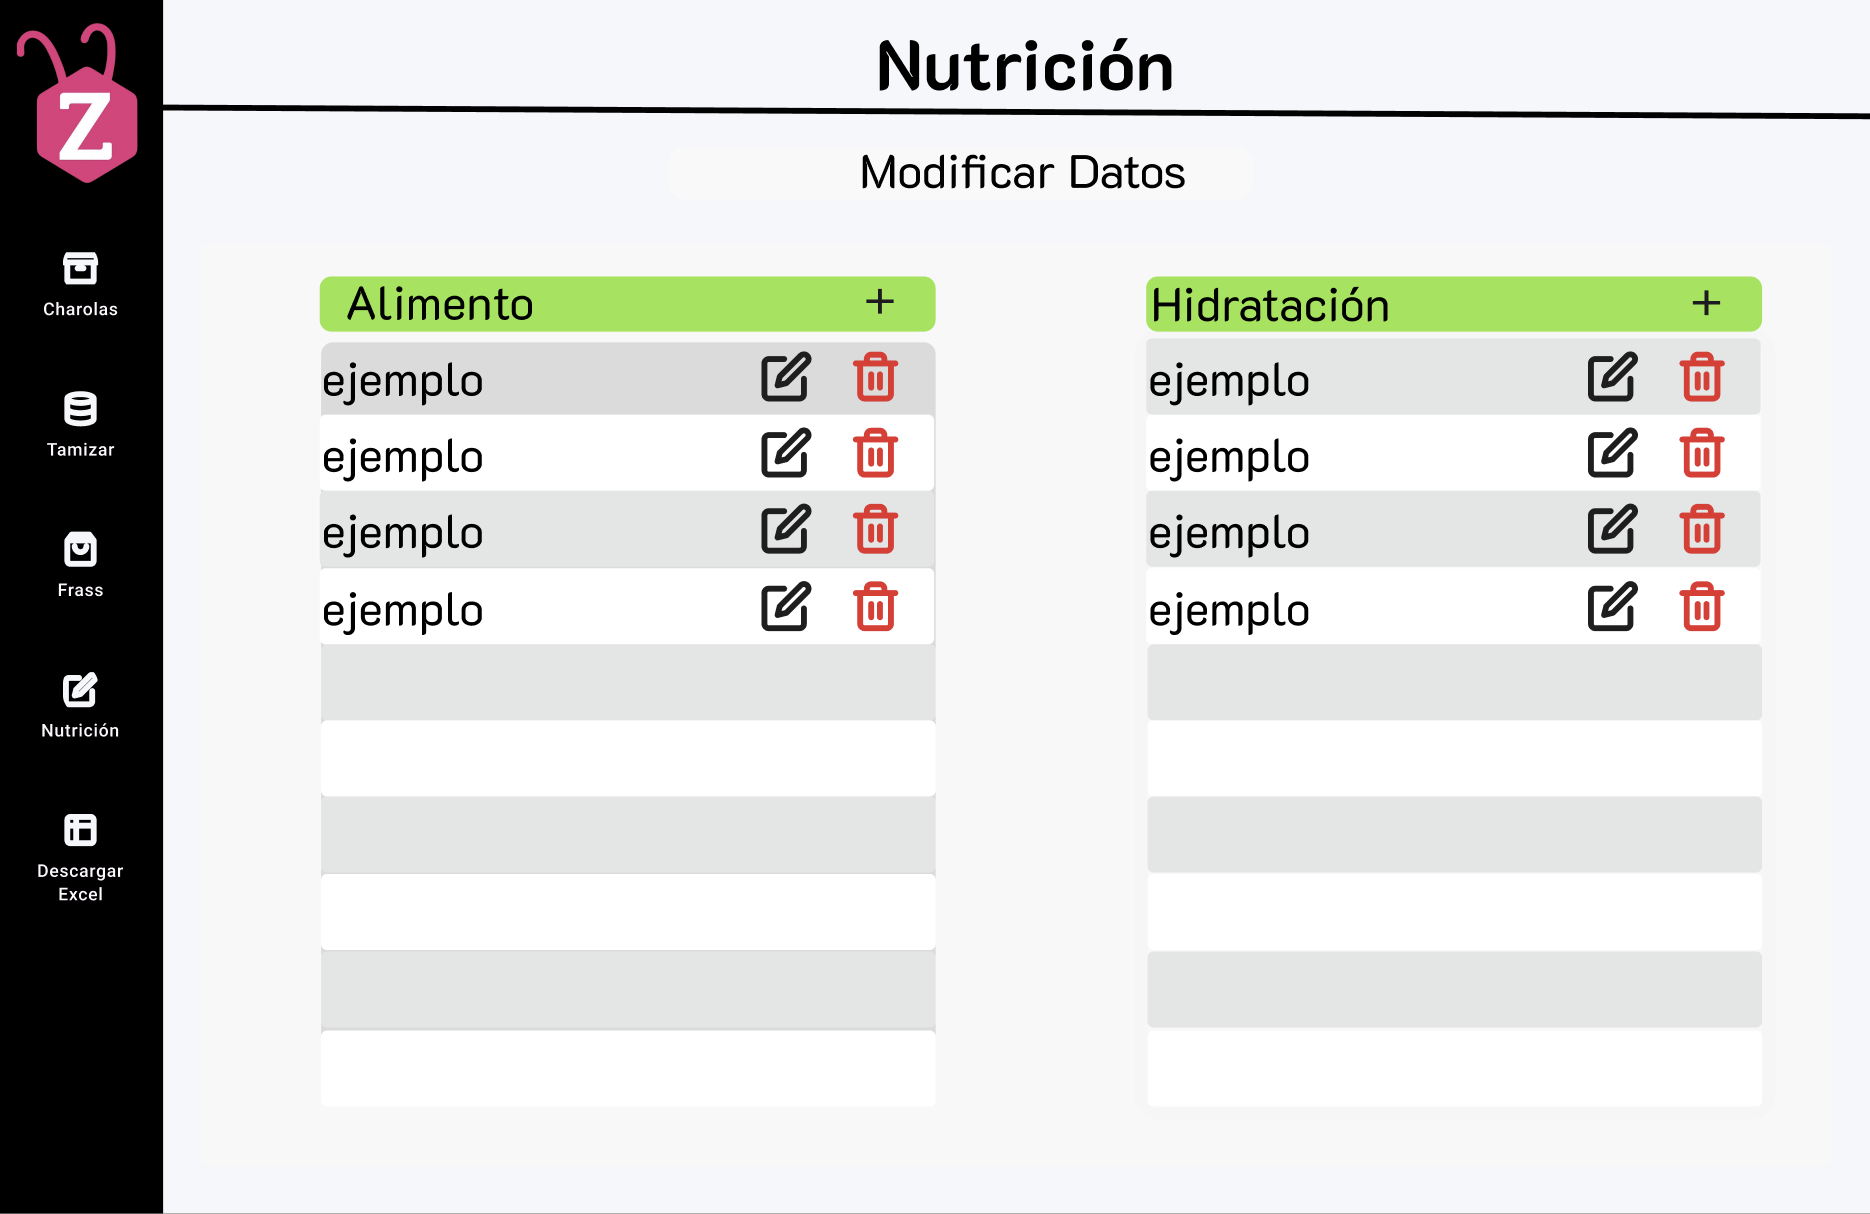 Z
Nutrición
Modificar Datos
Charolas
Tamizar
Frass
Nutrición
Descargar
Excel
Alimento +
ejemplo
ejemplo
ejemplo
ejemplo
Hidratación +
ejemplo
ejemplo
ejemplo
ejemplo